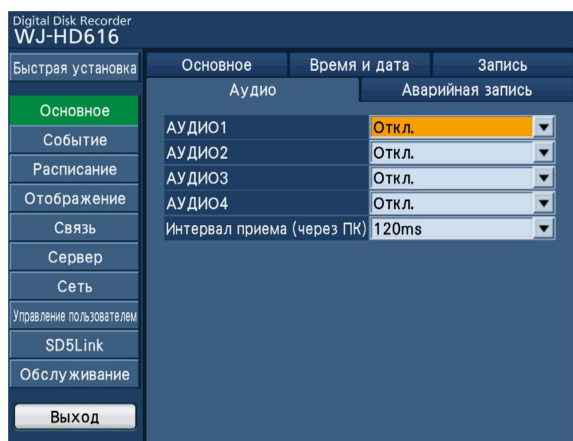 Digital Disk Recorder
WJ-HD616
Быстрая установка
Основное
Событие
Расписание
Отображение
Связь
Сервер
Сеть
Управление пользователем
SD5Link
Обслуживание
Выход
Основное Время и дата Запись
Аудио Аварийная запись
АУДИО1 Откл.
АУДИО2 Откл.
АУДИО3 Откл.
АУДИО4 Откл.
Интервал приема (через ПК) 120ms